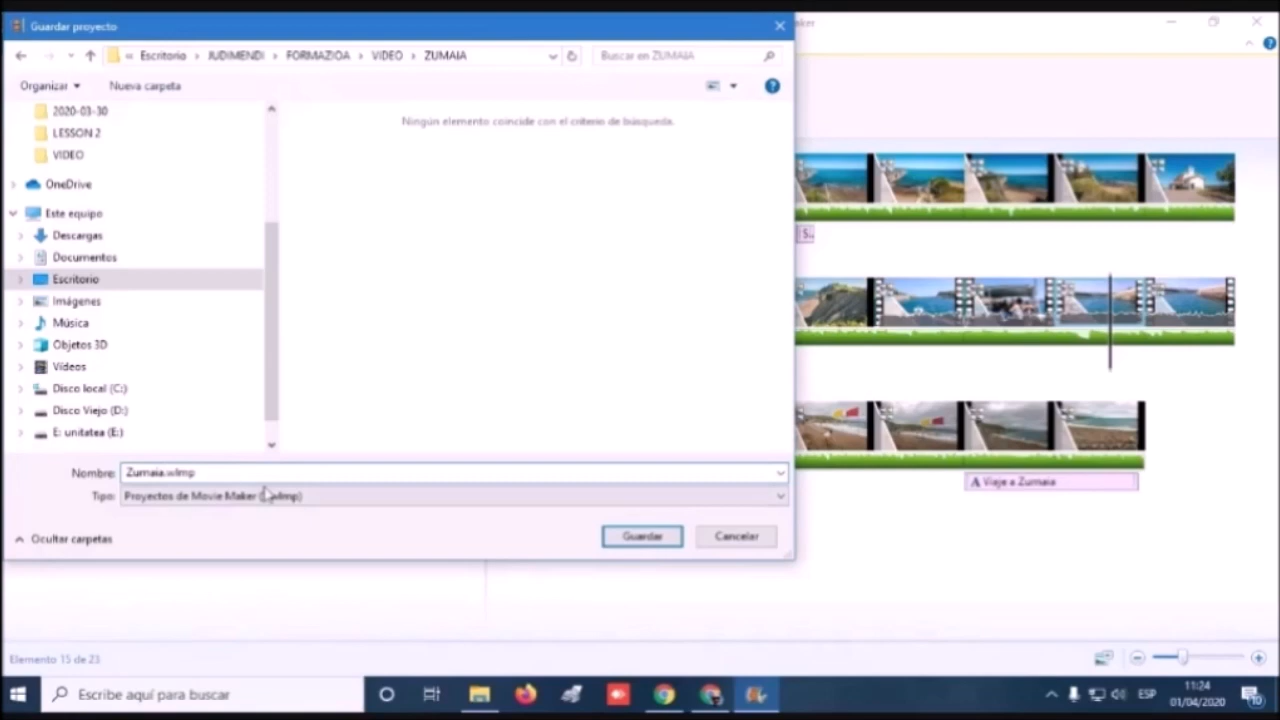 Guardar proyecto
aker
« Escritorio › JUDIMENDI › FORMAZIOA › VIDEO › ZUMAIA
Buscar en ZUMAIA
Organizar
Nueva carpeta
2020-03-30
Ningún elemento coincide con el criterio de búsqueda.
LESSON 2
VIDEO
OneDrive
Este equipo
Descargas
Documentos
Escritorio
Imágenes
Música
Objetos 3D
Vídeos
Disco local (C:)
Disco Viejo (D:)
E: unitatea (E:)
Nombre: Zumaia.wlmp
Tipo: Proyectos de Movie Maker
A Viaje a Zumaia
Ocultar carpetas
Guardar
Cancelar
Elemento 15 de 23
Escribe aquí para buscar
ESP
11:24
01/04/2020
10